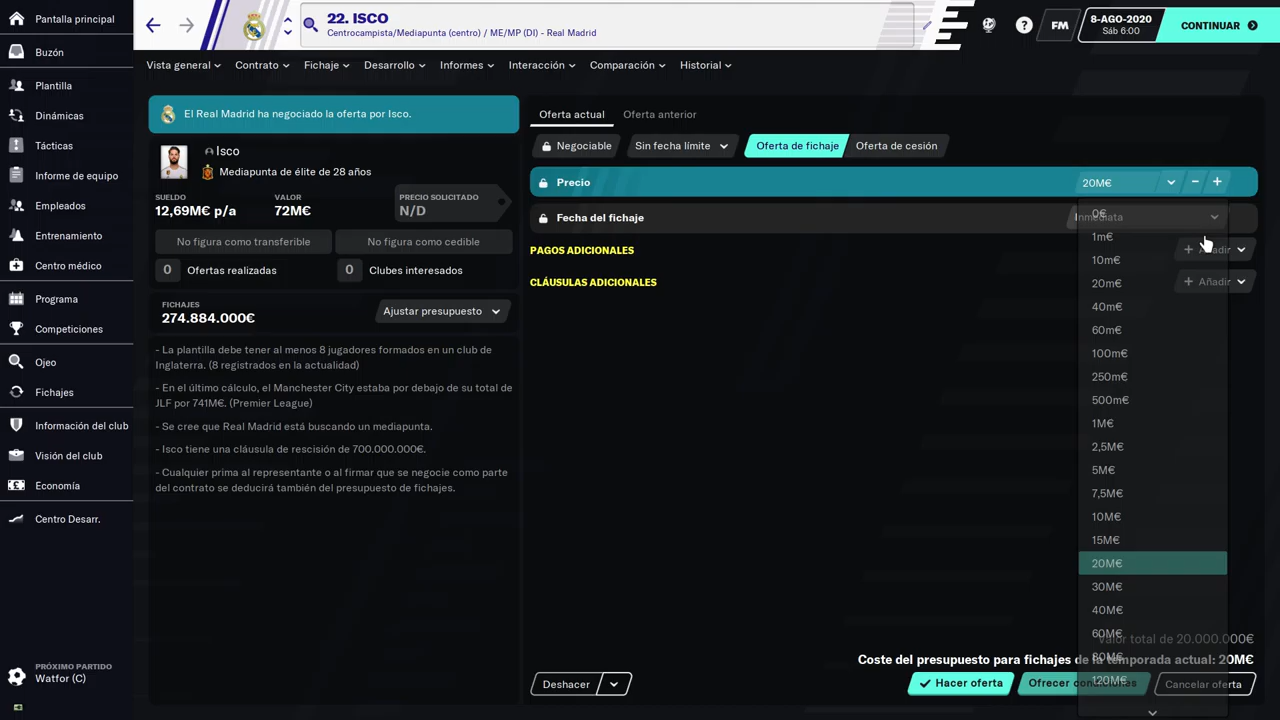 Pantalla principal
Buzón
Plantilla
Dinámicas
Tácticas
Informe de equipo
Empleados
Entrenamiento
Centro médico
Programa
Competiciones
Ojeo
Fichajes
Información del club
Visión del club
Economía
Centro Desarr.
PRÓXIMO PARTIDO
Watfor (C)
22. ISCO
Centrocampista/Mediapunta (centro) / ME/MP (DI) - Real Madrid
FM
8-AGO-2020
Sáb 6:00
CONTINUAR
Vista general
Contrato
Fichaje
Desarrollo
Informes
Interacción
Comparación
Historial
El Real Madrid ha negociado la oferta por Isco.
Isco
Mediapunta de élite de 28 años
SUELDO
12,69M€ p/a
VALOR
72M€
PRECIO SOLICITADO
N/D
No figura como transferible
No figura como cedible
0 Ofertas realizadas
0 Clubes interesados
FICHAJES
274.884.000€
Ajustar presupuesto
- La plantilla debe tener al menos 8 jugadores formados en un club de
Inglaterra. (8 registrados en la actualidad)
- En el último cálculo, el Manchester City estaba por debajo de su total de
JLF por 741M€. (Premier League)
- Se cree que Real Madrid está buscando un mediapunta.
- Isco tiene una cláusula de rescisión de 700.000.000€.
- Cualquier prima al representante o al firmar que se negocie como parte
del contrato se deducirá también del presupuesto de fichajes.
Oferta actual
Oferta anterior
Negociable
Sin fecha límite
Oferta de fichaje
Oferta de cesión
Precio
20M€
Fecha del fichaje
Inmediata
PAGOS ADICIONALES
+ Añadir
CLÁUSULAS ADICIONALES
+ Añadir
0€
1m€
10m€
20m€
40m€
60m€
100m€
250m€
500m€
1M€
2,5M€
5M€
7,5M€
10M€
15M€
20M€
30M€
40M€
60M€
80M€
120M€
Valor total de 20.000.000€
Coste del presupuesto para fichajes de la temporada actual: 20M€
Deshacer
Hacer oferta
Ofrecer condiciones
Cancelar oferta